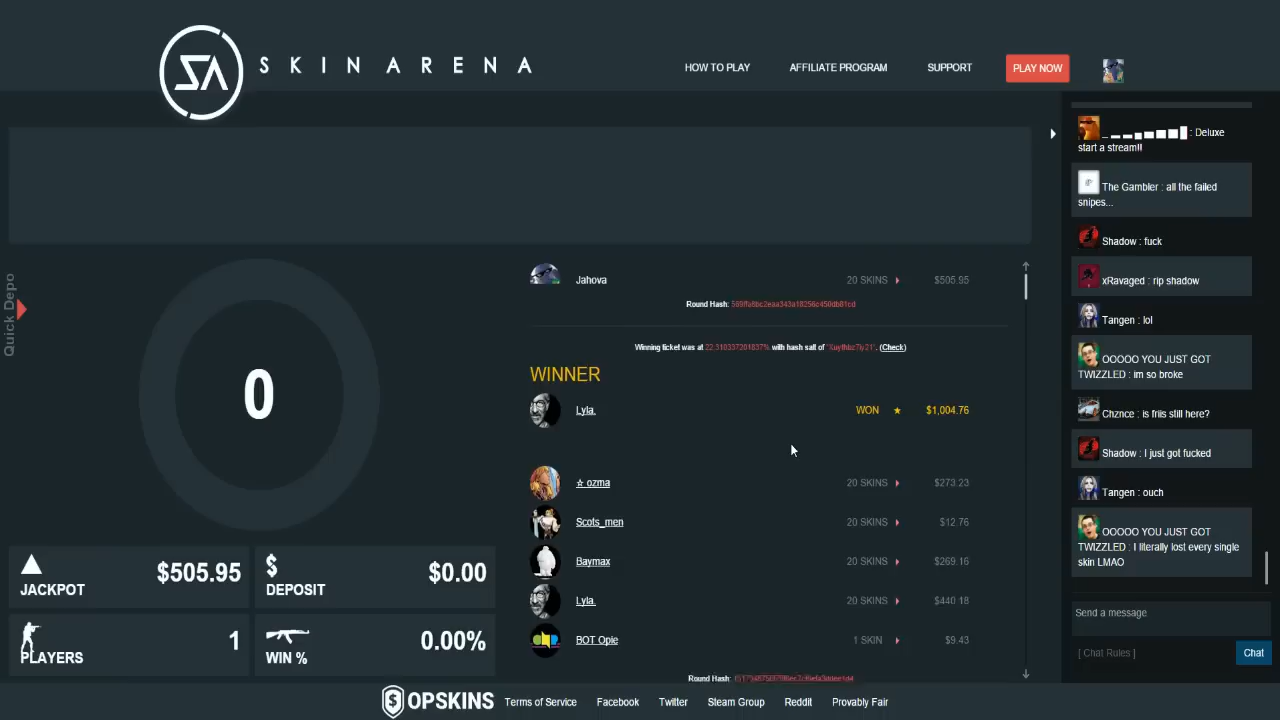 SA SKINARENA
HOW TO PLAY
AFFILIATE PROGRAM
SUPPORT
PLAY NOW
Quick Depo
0
JACKPOT
$505.95
$
DEPOSIT
$0.00
PLAYERS
1
WIN %
0.00%
Jahova 20 SKINS $505.95
Round Hash:
Winning ticket was at 22.310337201837% with hash salt of (Check)
WINNER
Lyla. WON ★ $1,004.76
☆ ozma 20 SKINS $273.23
Scots_men 20 SKINS $12.76
Baymax 20 SKINS $269.16
Lyla. 20 SKINS $440.18
BOT Opie 1 SKIN $9.43
Round Hash:
: Deluxe
start a stream!!
The Gambler : all the failed
snipes...
Shadow : fuck
xRavaged : rip shadow
Tangen : lol
OOOOO YOU JUST GOT
TWIZZLED : im so broke
Chznce : is friis still here?
Shadow : I just got fucked
Tangen : ouch
OOOOO YOU JUST GOT
TWIZZLED : I literally lost every single
skin LMAO
Send a message
[ Chat Rules ]
Chat
$ OPSKINS
Terms of Service
Facebook
Twitter
Steam Group
Reddit
Provably Fair